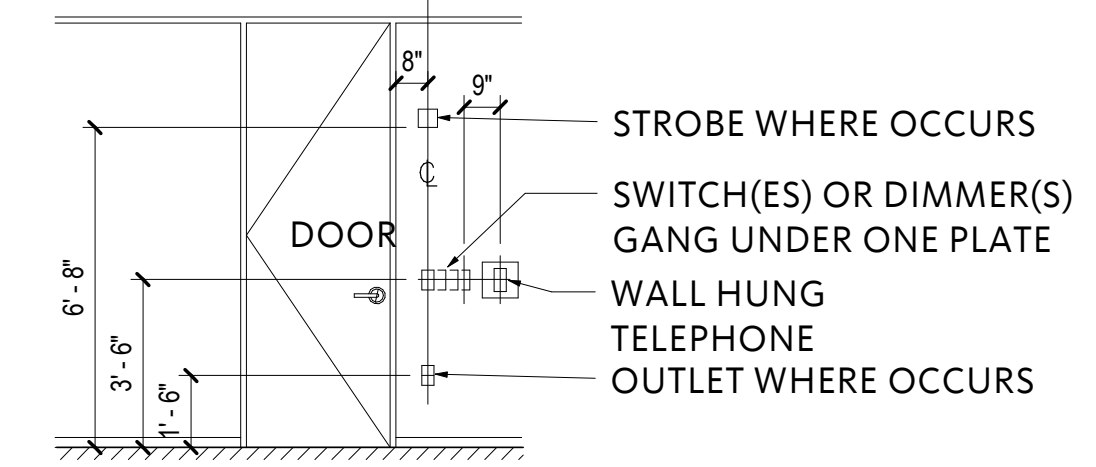 8"
9"
STROBE WHERE OCCURS
℄
SWITCH(ES) OR DIMMER(S)
GANG UNDER ONE PLATE
DOOR
6' - 8"
3' - 6"
1' - 6"
WALL HUNG
TELEPHONE
OUTLET WHERE OCCURS